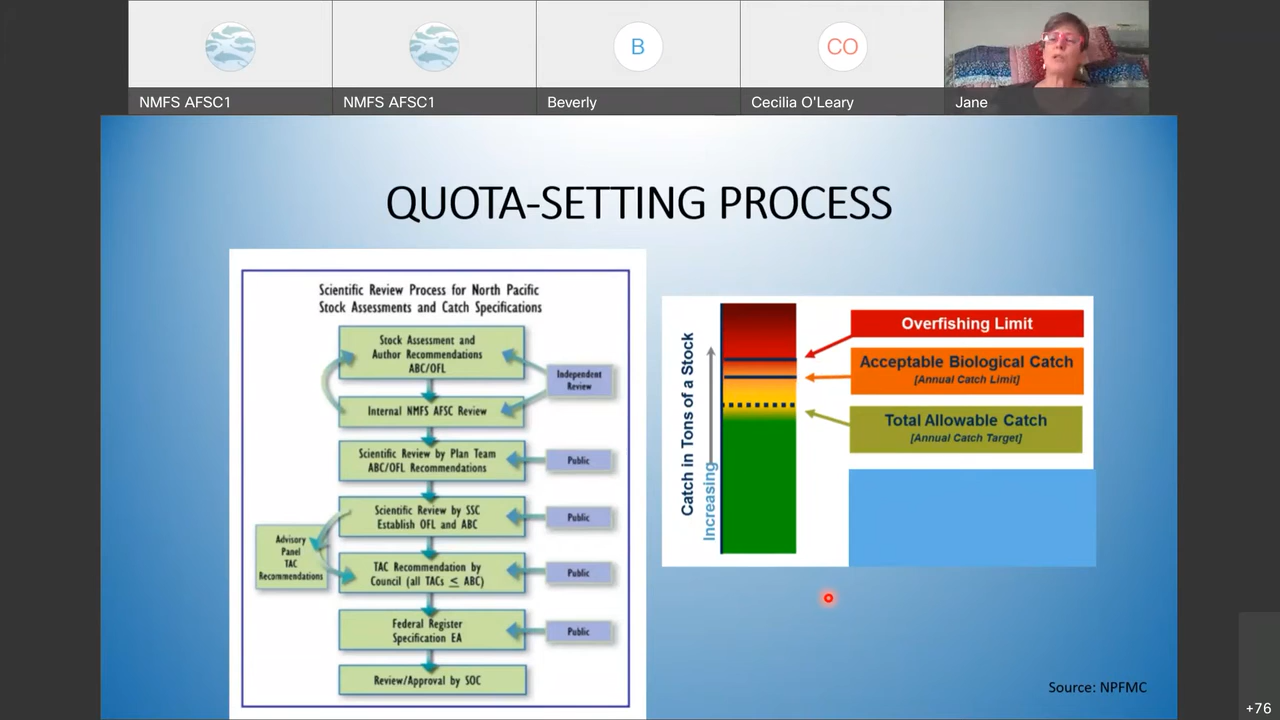 NMFS AFSC1
NMFS AFSC1
B
Beverly
CO
Cecilia O'Leary
Jane
QUOTA-SETTING PROCESS
Scientific Review Process for North Pacific
Stock Assessments and Catch Specifications
Stock Assessment and
Author Recommendations
ABC/OFL
Independent
Review
Internal NMFS AFSC Review
Scientific Review by Plan Team
ABC/OFL Recommendations
Public
Scientific Review by SSC
Establish OFL and ABC
Public
Advisory
Panel
TAC
Recommendations
TAC Recommendation by
Council (all TACs ≤ ABC)
Public
Federal Register
Specification EA
Public
Review/Approval by SOC
Catch in Tons of a Stock
Increasing
Overfishing Limit
Acceptable Biological Catch
[Annual Catch Limit]
Total Allowable Catch
[Annual Catch Target]
Source: NPFMC
+76